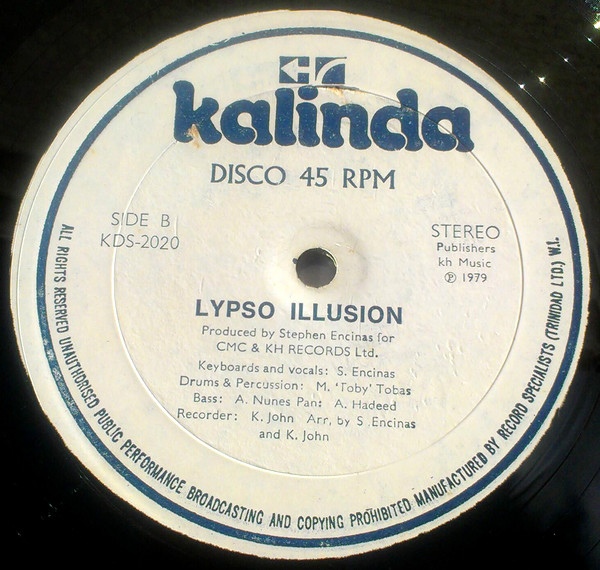 KH
kalinda
DISCO 45 RPM
SIDE B
KDS-2020
STEREO
Publishers
kh Music
℗ 1979
LYPSO ILLUSION
Produced by Stephen Encinas for
CMC & KH RECORDS Ltd.
Keyboards and vocals: S. Encinas
Drums & Percussion: M. 'Toby' Tobas
Bass: A. Nunes Pan: A. Hadeed
Recorder: K. John Arr, by S .Encinas
and K. John
ALL RIGHTS RESERVED UNAUTHORISED PUBLIC PERFORMANCE BROADCASTING AND COPYING PROHIBITED MANUFACTURED BY RECORD SPECIALISTS (TRINIDAD LTD.) W.I.